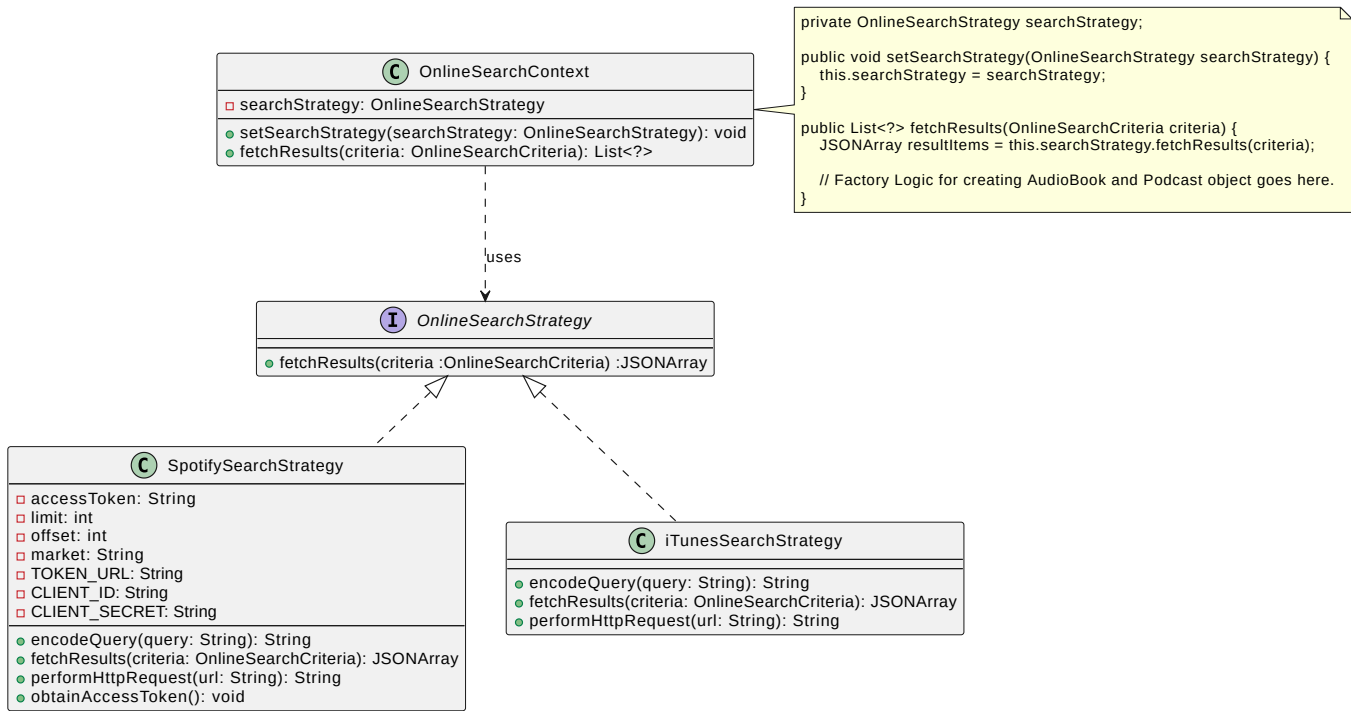 C OnlineSearchContext
searchStrategy: OnlineSearchStrategy
setSearchStrategy(searchStrategy: OnlineSearchStrategy): void
fetchResults(criteria: OnlineSearchCriteria): List<?>
private OnlineSearchStrategy searchStrategy;
public void setSearchStrategy(OnlineSearchStrategy searchStrategy) {
this.searchStrategy = searchStrategy;
}
public List<?> fetchResults(OnlineSearchCriteria criteria) {
JSONArray resultItems = this.searchStrategy.fetchResults(criteria);
// Factory Logic for creating AudioBook and Podcast object goes here.
}
uses
I OnlineSearchStrategy
fetchResults(criteria :OnlineSearchCriteria) :JSONArray
C SpotifySearchStrategy
accessToken: String
limit: int
offset: int
market: String
TOKEN_URL: String
CLIENT_ID: String
CLIENT_SECRET: String
encodeQuery(query: String): String
fetchResults(criteria: OnlineSearchCriteria): JSONArray
performHttpRequest(url: String): String
obtainAccessToken(): void
C iTunesSearchStrategy
encodeQuery(query: String): String
fetchResults(criteria: OnlineSearchCriteria): JSONArray
performHttpRequest(url: String): String